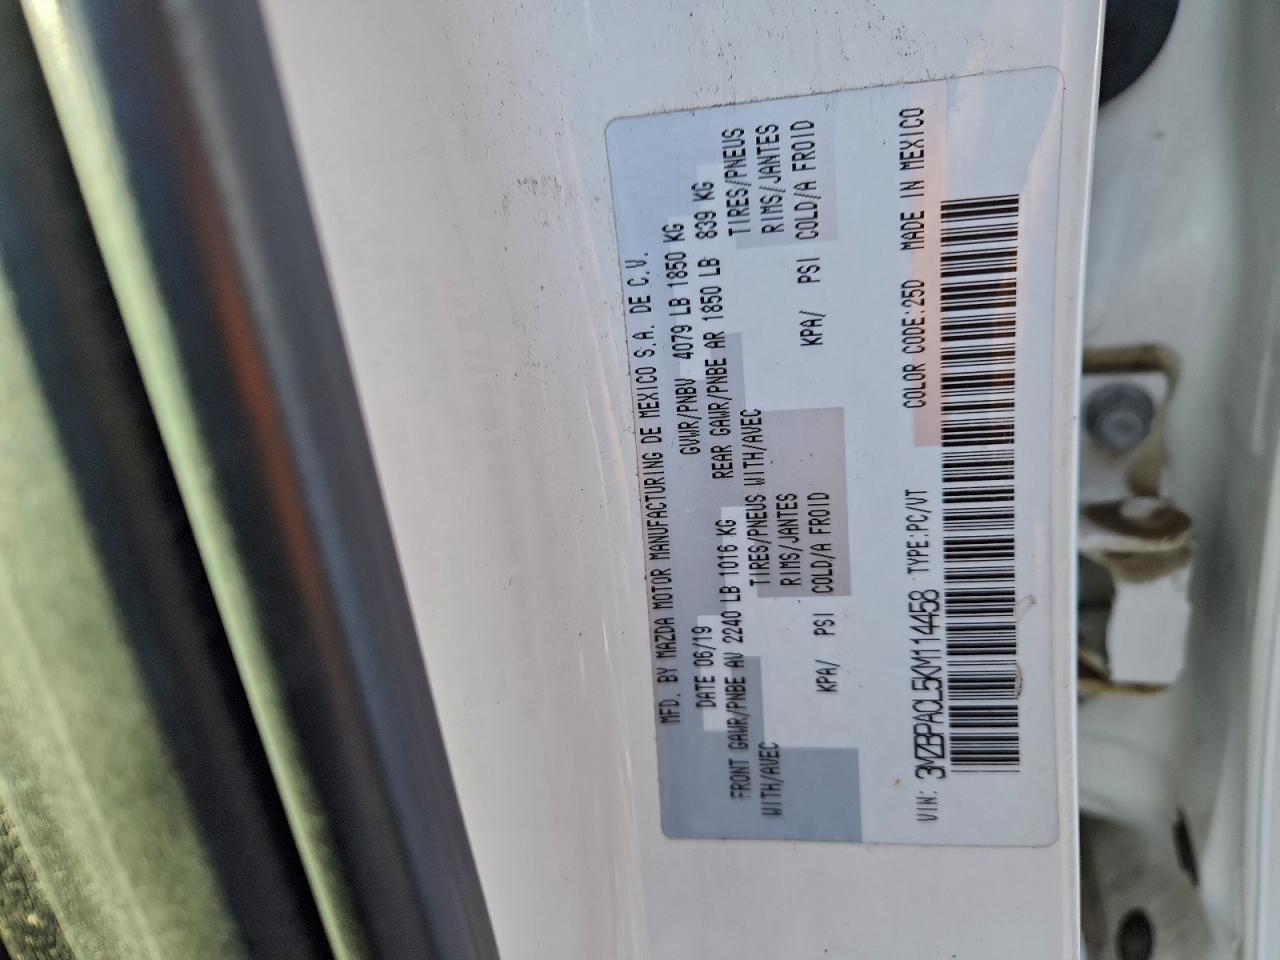 MFD. BY MAZDA MOTOR MANUFACTURING DE MEXICO S.A. DE C.V.
DATE 06/19 GVWR/PNBV 4079 LB 1850 KG
FRONT GAWR/PNBE AV 2240 LB 1016 KG REAR GAWR/PNBE AR 1850 LB 839 KG
WITH/AVEC TIRES/PNEUS WITH/AVEC TIRES/PNEUS
RIMS/JANTES RIMS/JANTES
KPA/ PSI COLD/A FROID KPA/ PSI COLD/A FROID
VIN: 3MZBPACL5KM114458 TYPE:PC/VT COLOR CODE:25D MADE IN MEXICO